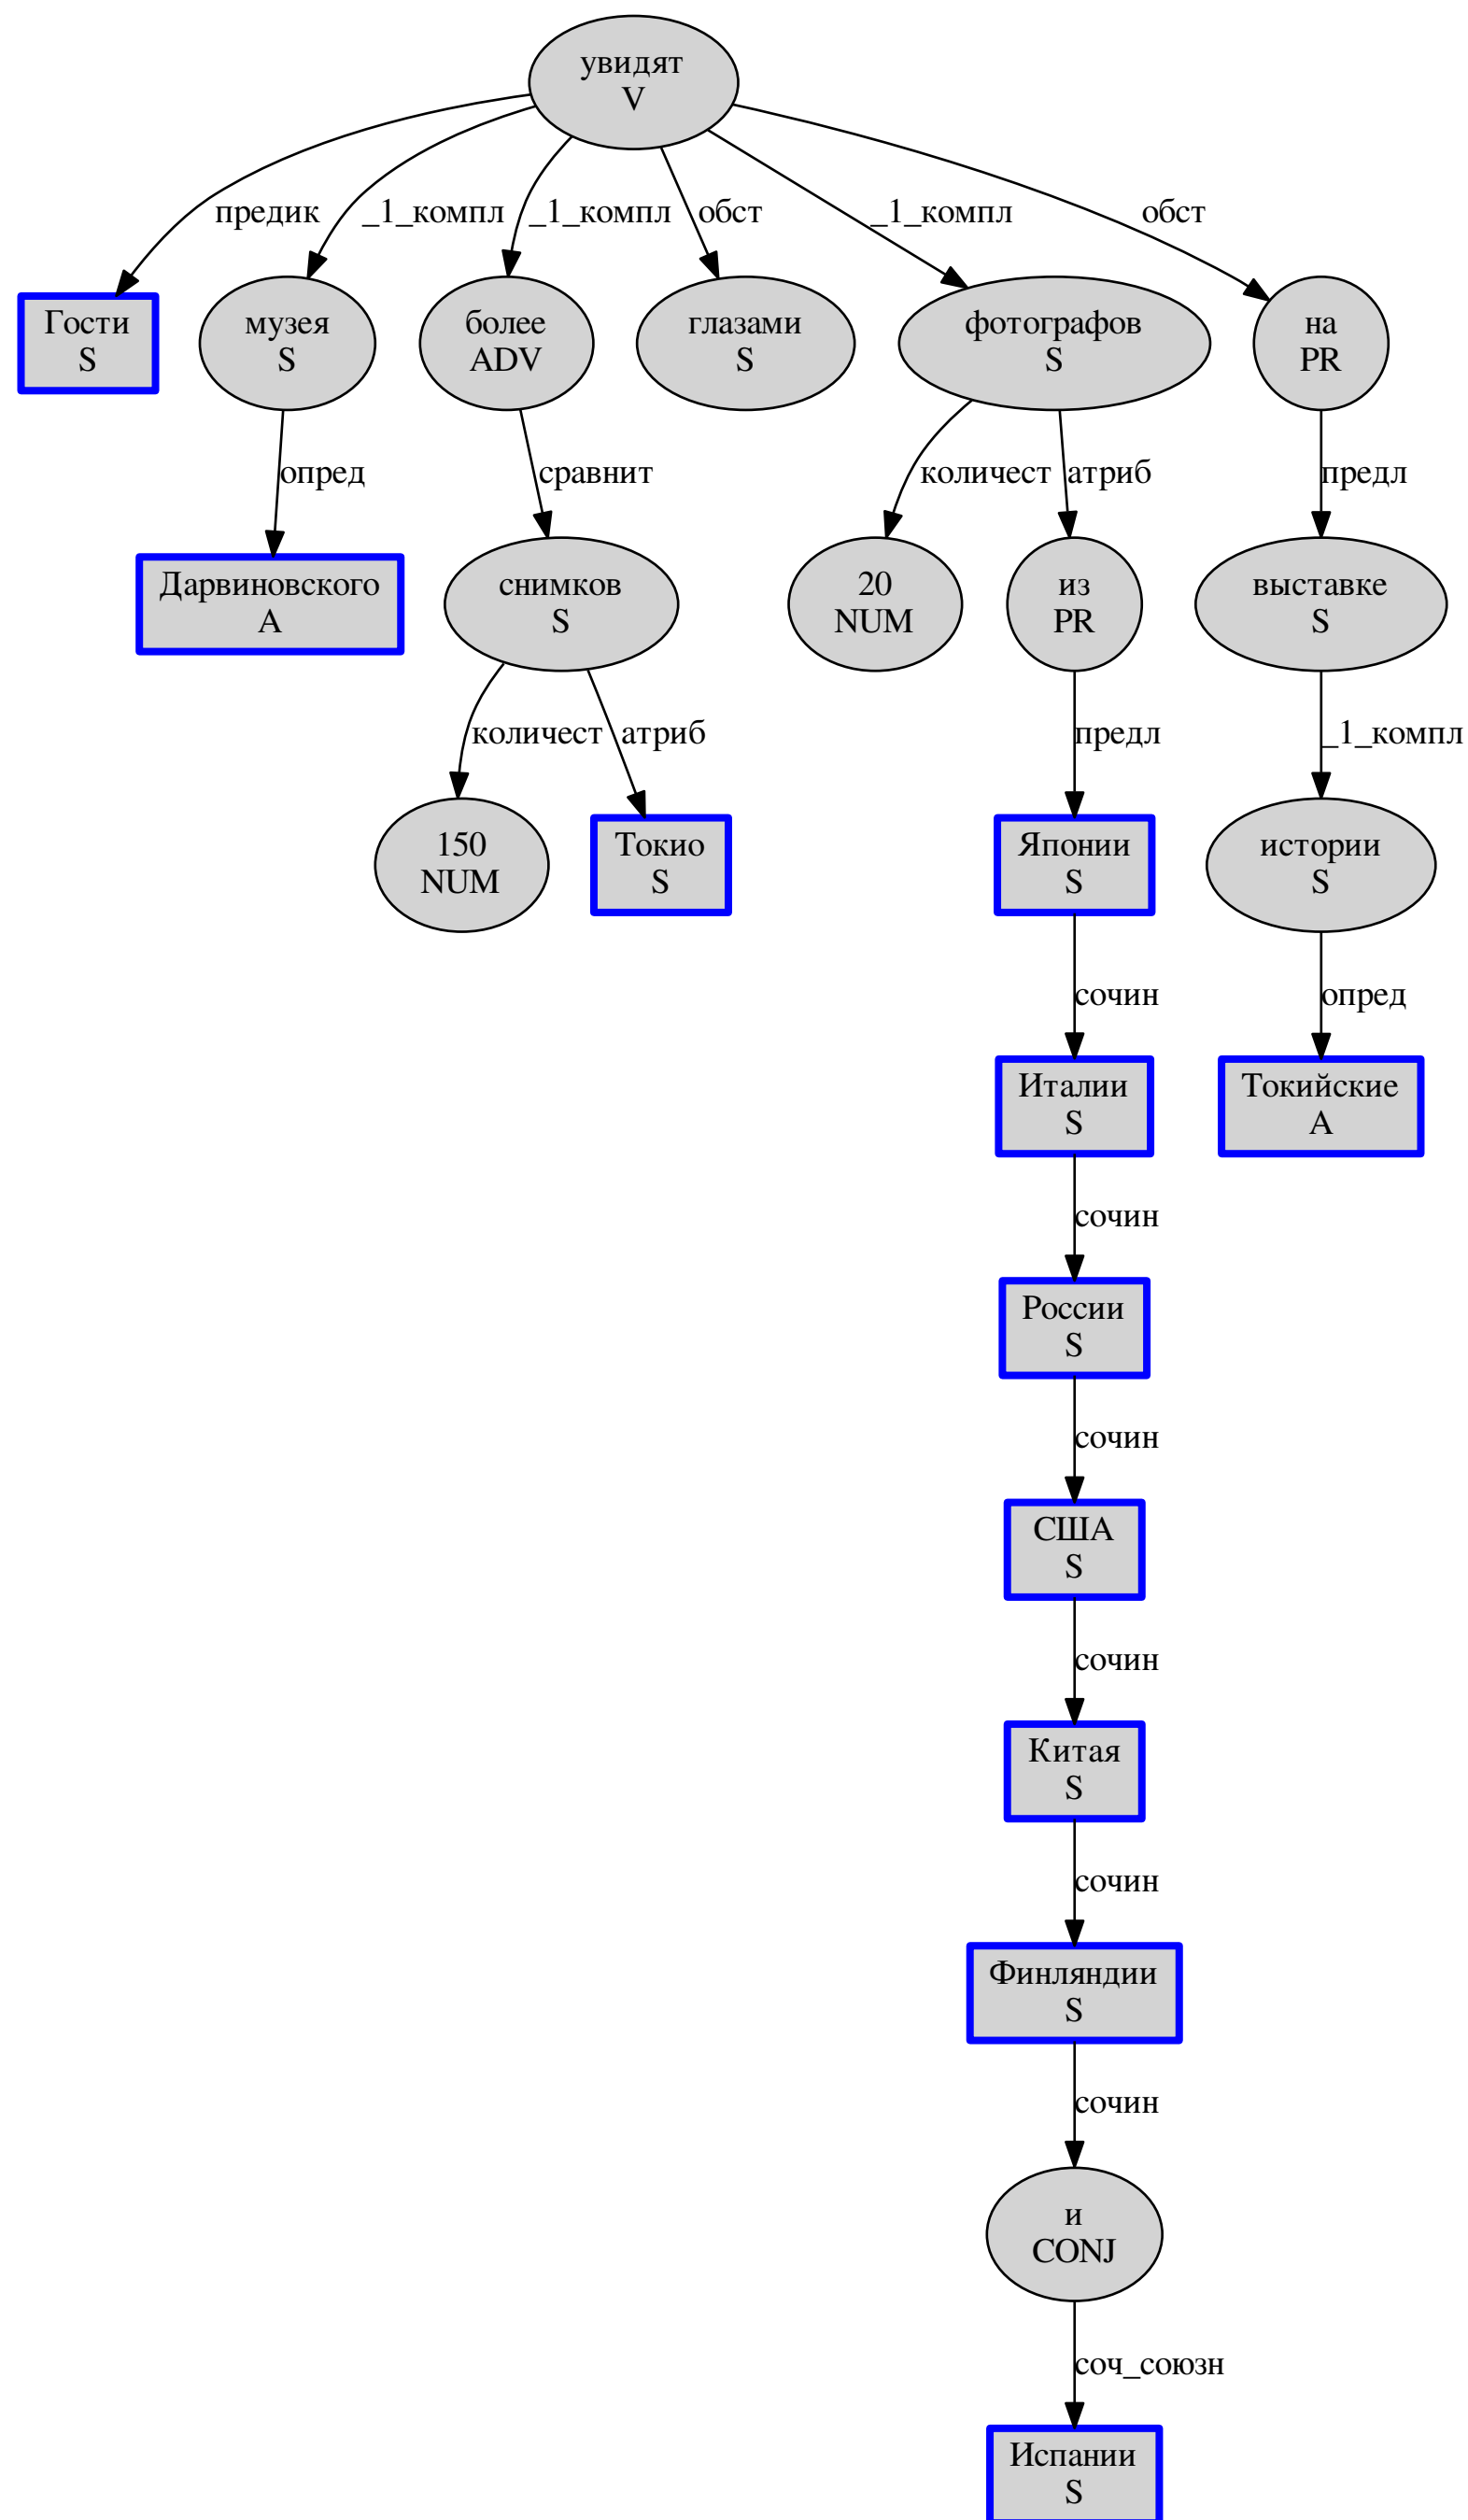 увидят
V
предик
_1_компл
_1_компл
обст
_1_компл
обст
Гости
S
музея
S
более
ADV
глазами
S
фотографов
S
на
PR
опред
сравнит
количест
атриб
предл
Дарвиновского
A
снимков
S
20
NUM
из
PR
выставке
S
количест
атриб
предл
_1_компл
150
NUM
Токио
S
Японии
S
истории
S
сочин
опред
Италии
S
Токийские
A
сочин
России
S
сочин
США
S
сочин
Китая
S
сочин
Финляндии
S
сочин
и
CONJ
соч_союзн
Испании
S